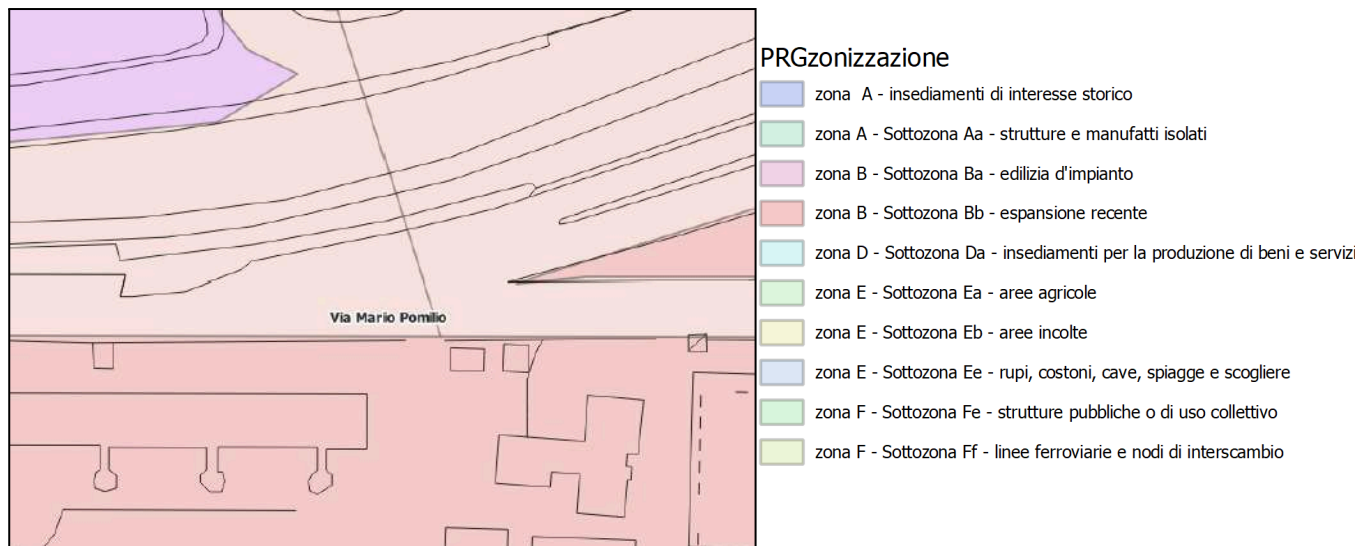 PRGzonizzazione
zona A - insediamenti di interesse storico
zona A - Sottozona Aa - strutture e manufatti isolati
zona B - Sottozona Ba - edilizia d'impianto
zona B - Sottozona Bb - espansione recente
zona D - Sottozona Da - insediamenti per la produzione di beni e servizi
zona E - Sottozona Ea - aree agricole
zona E - Sottozona Eb - aree incolte
zona E - Sottozona Ee - rupi, costoni, cave, spiagge e scogliere
zona F - Sottozona Fe - strutture pubbliche o di uso collettivo
zona F - Sottozona Ff - linee ferroviarie e nodi di interscambio
Via Mario Pomilio